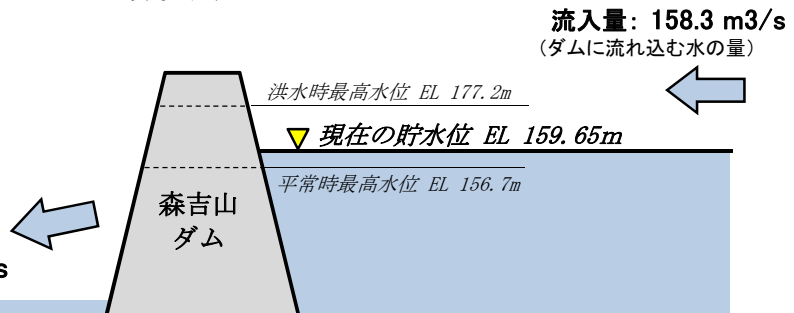 流入量: 158.3 m3/s
(ダムに流れ込む水の量)
洪水時最高水位 EL 177.2m
現在の貯水位 EL 159.65m
平常時最高水位 EL 156.7m
森吉山
ダム
s